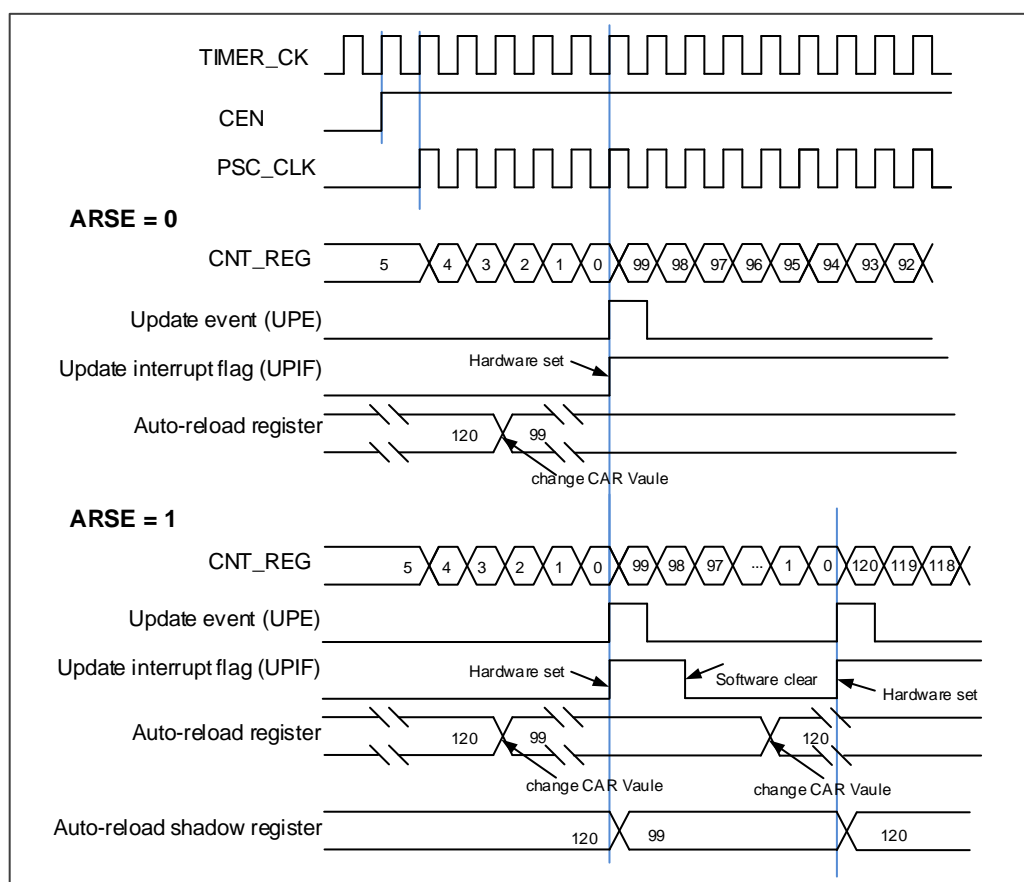 TIMER_CK
CEN
PSC_CLK
ARSE = 0
CNT_REG 5 4 3 2 1 0 99 98 97 96 95 94 93 92
Update event (UPE)
Update interrupt flag (UPIF) Hardware set
Auto-reload register 120 99
change CAR Vaule
ARSE = 1
CNT_REG 5 4 3 2 1 0 99 98 97 ... 1 0 120 119 118
Update event (UPE)
Update interrupt flag (UPIF) Hardware set Software clear Hardware set
Auto-reload register 120 99 120
change CAR Vaule change CAR Vaule
Auto-reload shadow register 120 99 120